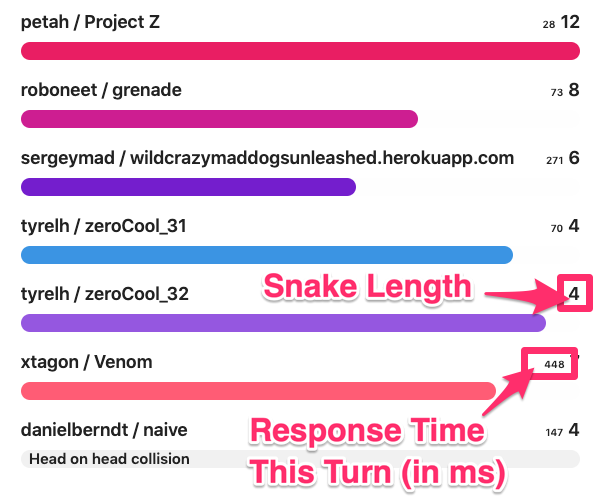 petah / Project Z 28 12
roboneet / grenade 73 8
sergeymad / wildcrazymaddogsunleashed.herokuapp.com 271 6
tyrelh / zeroCool_31 70 4
Snake Length
tyrelh / zeroCool_32 4
xtagon / Venom 448
Response Time
This Turn (in ms)
danielberndt / naive 147 4
Head on head collision